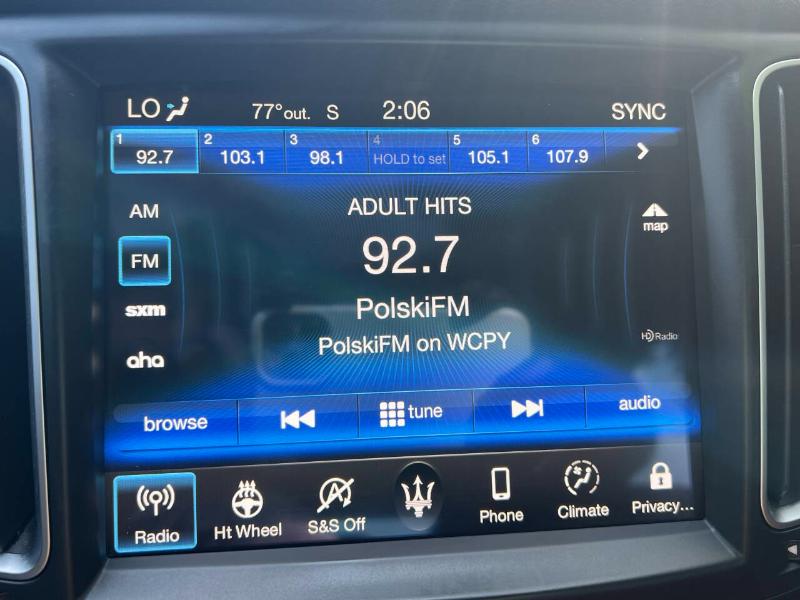 LO 77° out. S 2:06 SYNC
1 2 3 4 5 6
92.7 103.1 98.1 HOLD to set 105.1 107.9
AM
ADULT HITS
map
FM
92.7
sxm
PolskiFM
HD Radio
aha
PolskiFM on WCPY
browse tune audio
Radio Ht Wheel S&S Off Phone Climate Privacy...